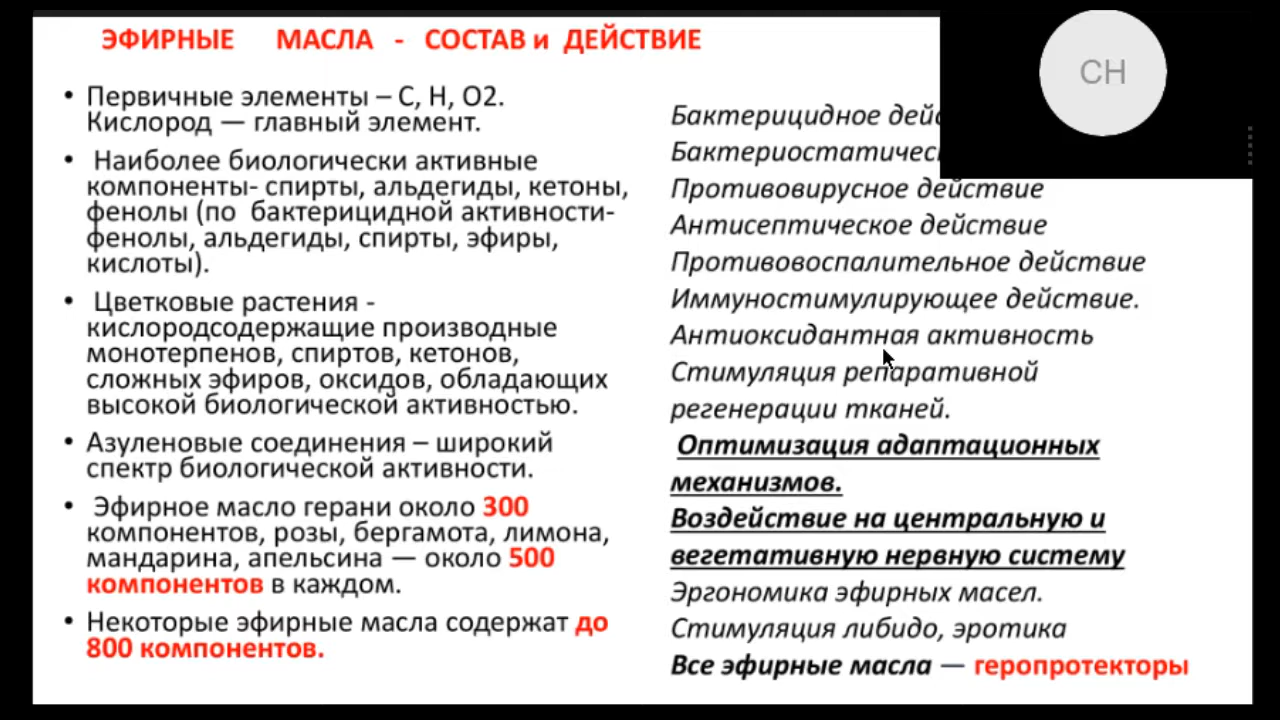 ЭФИРНЫЕ МАСЛА - СОСТАВ и ДЕЙСТВИЕ
• Первичные элементы – С, Н, О2.
Кислород — главный элемент.
• Наиболее биологически активные
компоненты- спирты, альдегиды, кетоны,
фенолы (по бактерицидной активности-
фенолы, альдегиды, спирты, эфиры,
кислоты).
• Цветковые растения -
кислородсодержащие производные
монотерпенов, спиртов, кетонов,
сложных эфиров, оксидов, обладающих
высокой биологической активностью.
• Азуленовые соединения – широкий
спектр биологической активности.
• Эфирное масло герани около 300
компонентов, розы, бергамота, лимона,
мандарина, апельсина — около 500
компонентов в каждом.
• Некоторые эфирные масла содержат до
800 компонентов.
Бактерицидное
Противовирусное действие
Антисептическое действие
Противовоспалительное действие
Иммуностимулирующее действие.
Антиоксидантная активность
Стимуляция репаративной
регенерации тканей.
Оптимизация адаптационных
механизмов.
Воздействие на центральную и
вегетативную нервную систему
Эргономика эфирных масел.
Стимуляция либидо, эротика
Все эфирные масла — геропротекторы
СН